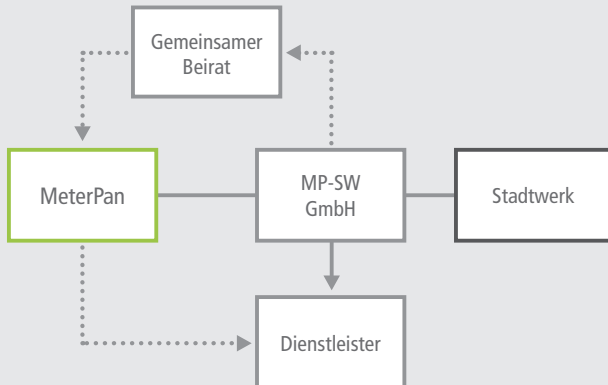 Gemeinsamer
Beirat
MeterPan
MP-SW
GmbH
Stadtwerk
Dienstleister